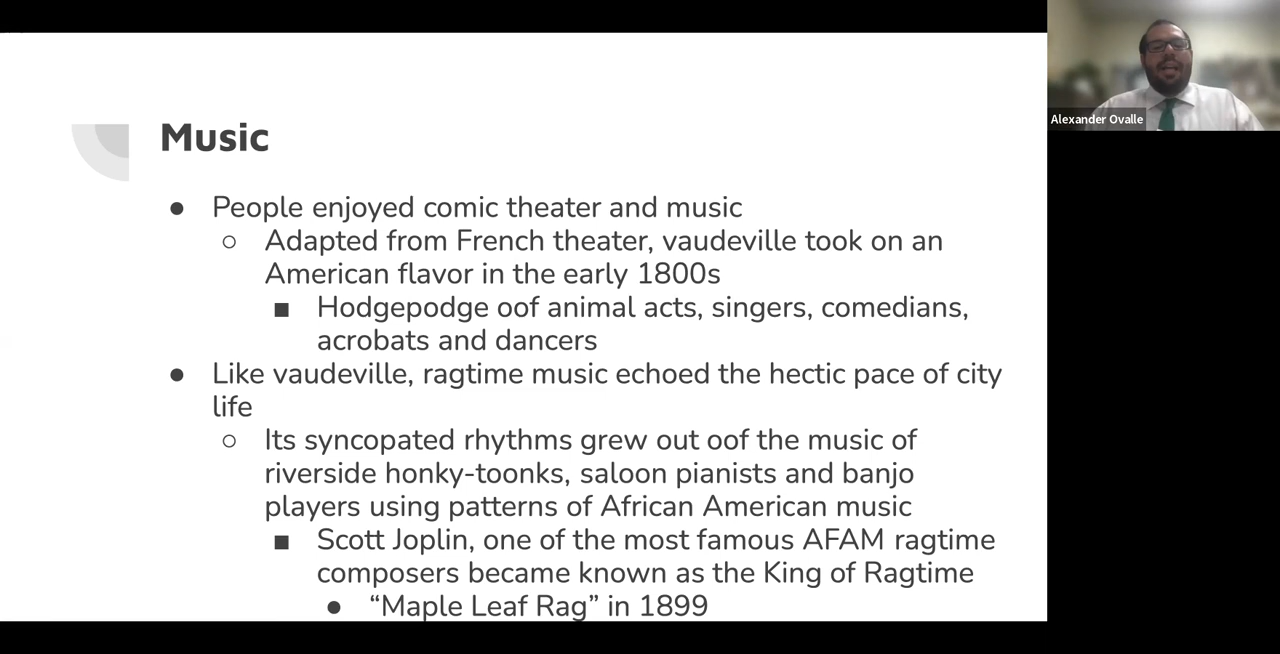 Music
● People enjoyed comic theater and music
○ Adapted from French theater, vaudeville took on an
American flavor in the early 1800s
■ Hodgepodge oof animal acts, singers, comedians,
acrobats and dancers
● Like vaudeville, ragtime music echoed the hectic pace of city
life
○ Its syncopated rhythms grew out oof the music of
riverside honky-toonks, saloon pianists and banjo
players using patterns of African American music
■ Scott Joplin, one of the most famous AFAM ragtime
composers became known as the King of Ragtime
● “Maple Leaf Rag” in 1899
Alexander Ovalle